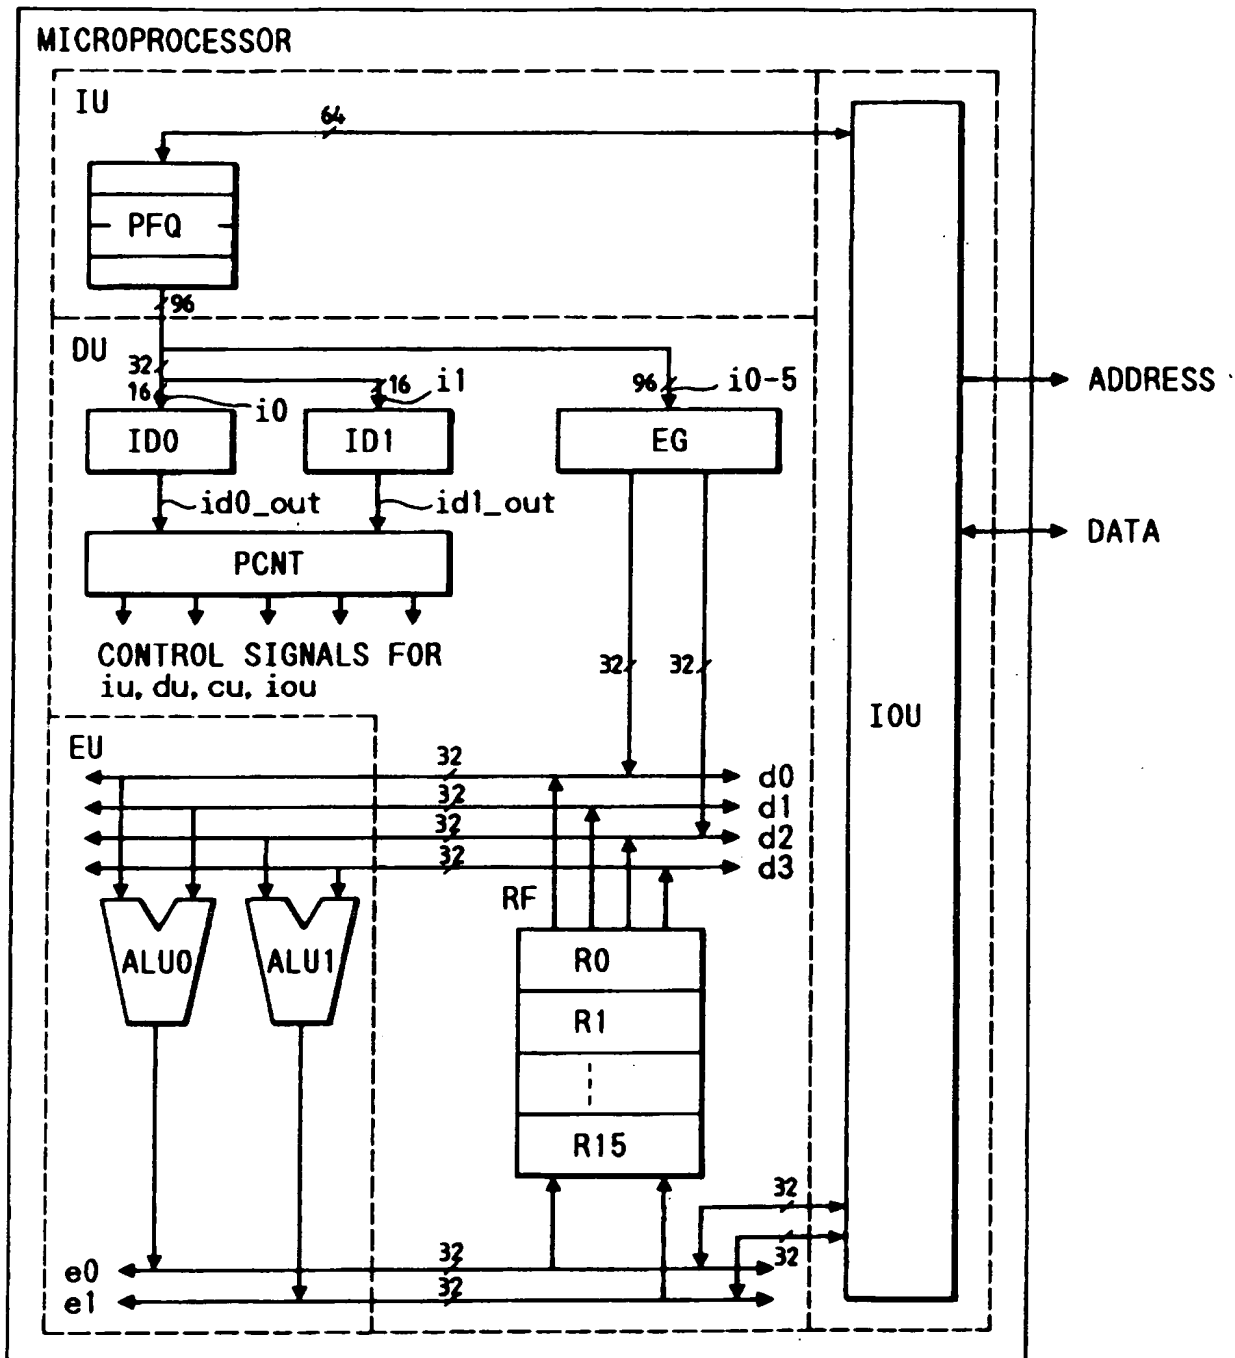 MICROPROCESSOR
IU
64
PFQ
96
DU
32
16
i0
16
i1
96
i0-5
ADDRESS
ID0
ID1
EG
id0_out
id1_out
DATA
PCNT
CONTROL SIGNALS FOR
iu, du, cu, iou
32
32
IOU
EU
32
d0
32
d1
32
d2
32
d3
RF
ALU0
ALU1
R0
R1
R15
32
32
e0
32
e1
32